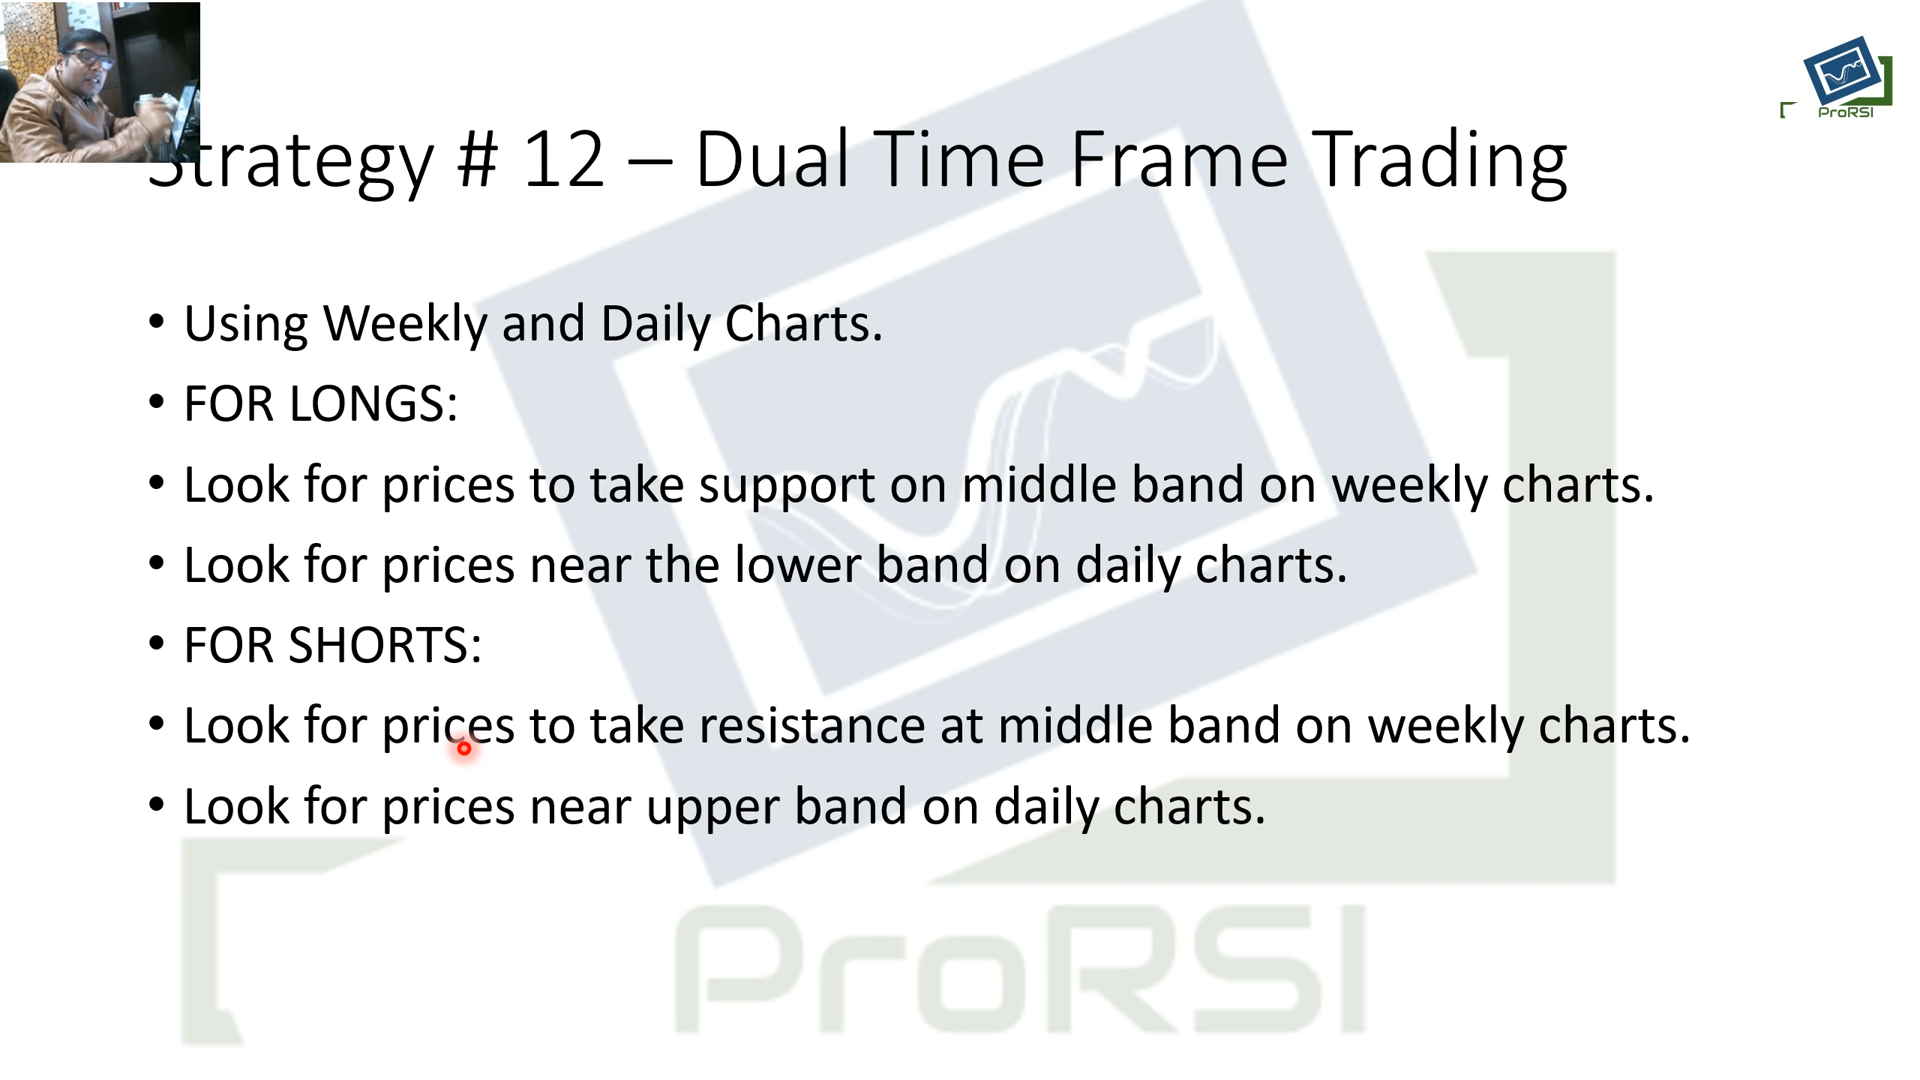 ProRSI
Strategy # 12 – Dual Time Frame Trading
• Using Weekly and Daily Charts.
• FOR LONGS:
• Look for prices to take support on middle band on weekly charts.
• Look for prices near the lower band on daily charts.
• FOR SHORTS:
• Look for prices to take resistance at middle band on weekly charts.
• Look for prices near upper band on daily charts.
ProRSI